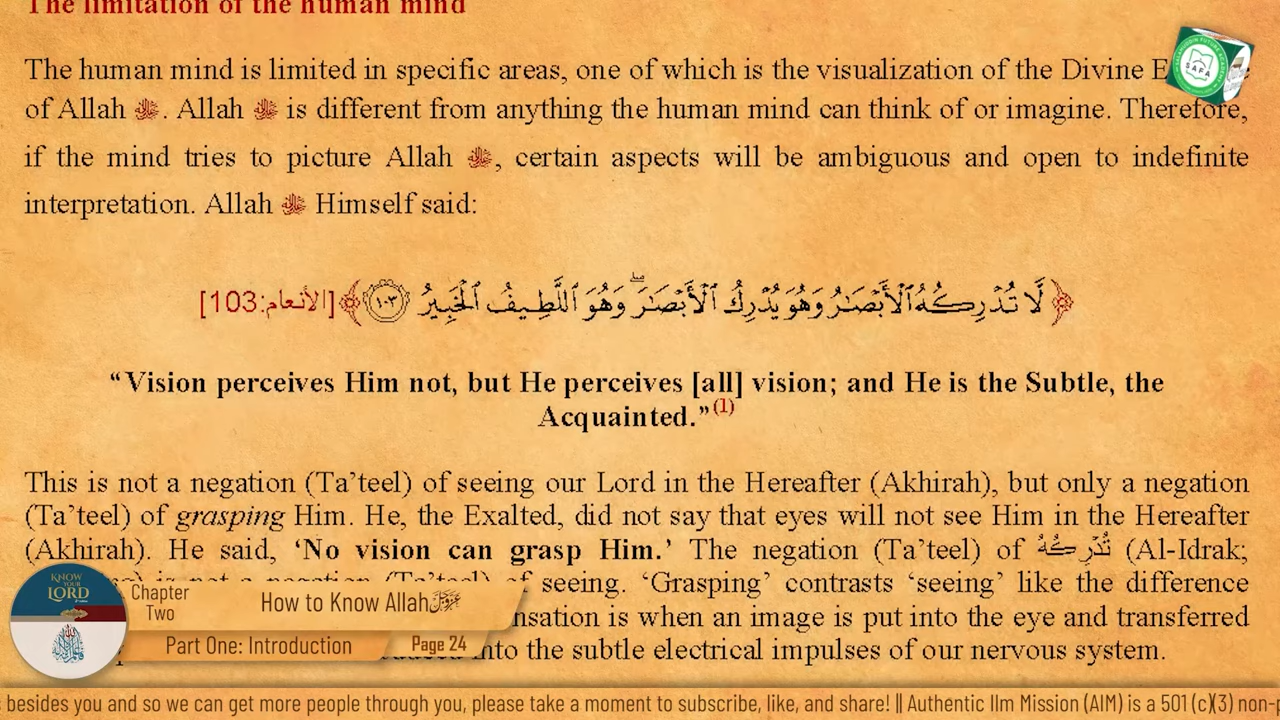 The limitation of the human mind
The human mind is limited in specific areas, one of which is the visualization of the Divine
of Allah ﷻ. Allah ﷻ is different from anything the human mind can think of or imagine. Therefore,
if the mind tries to picture Allah ﷻ, certain aspects will be ambiguous and open to indefinite
interpretation. Allah ﷻ Himself said:
﴿لَّا تُدْرِكُهُ ٱلْأَبْصَـٰرُ وَهُوَ يُدْرِكُ ٱلْأَبْصَـٰرَ ۖ وَهُوَ ٱللَّطِيفُ ٱلْخَبِيرُ ١٠٣﴾ [الأنعام:103]
“Vision perceives Him not, but He perceives [all] vision; and He is the Subtle, the
Acquainted.”(1)
This is not a negation (Ta’teel) of seeing our Lord in the Hereafter (Akhirah), but only a negation
(Ta’teel) of grasping Him. He, the Exalted, did not say that eyes will not see Him in the Hereafter
(Akhirah). He said, ‘No vision can grasp Him.’ The negation (Ta’teel) of تُدْرِكُهُ (Al-Idrak;
is not a negation (Ta’teel) of seeing. ‘Grasping’ contrasts ‘seeing’ like the difference
nsation is when an image is put into the eye and transferred
into the subtle electrical impulses of our nervous system.
KNOW
YOUR
LORD
Chapter
Two
How to Know Allah ﷻ
Part One: Introduction
Page 24
besides you and so we can get more people through you, please take a moment to subscribe, like, and share! || Authentic Ilm Mission (AIM) is a 501 (c)(3) non-